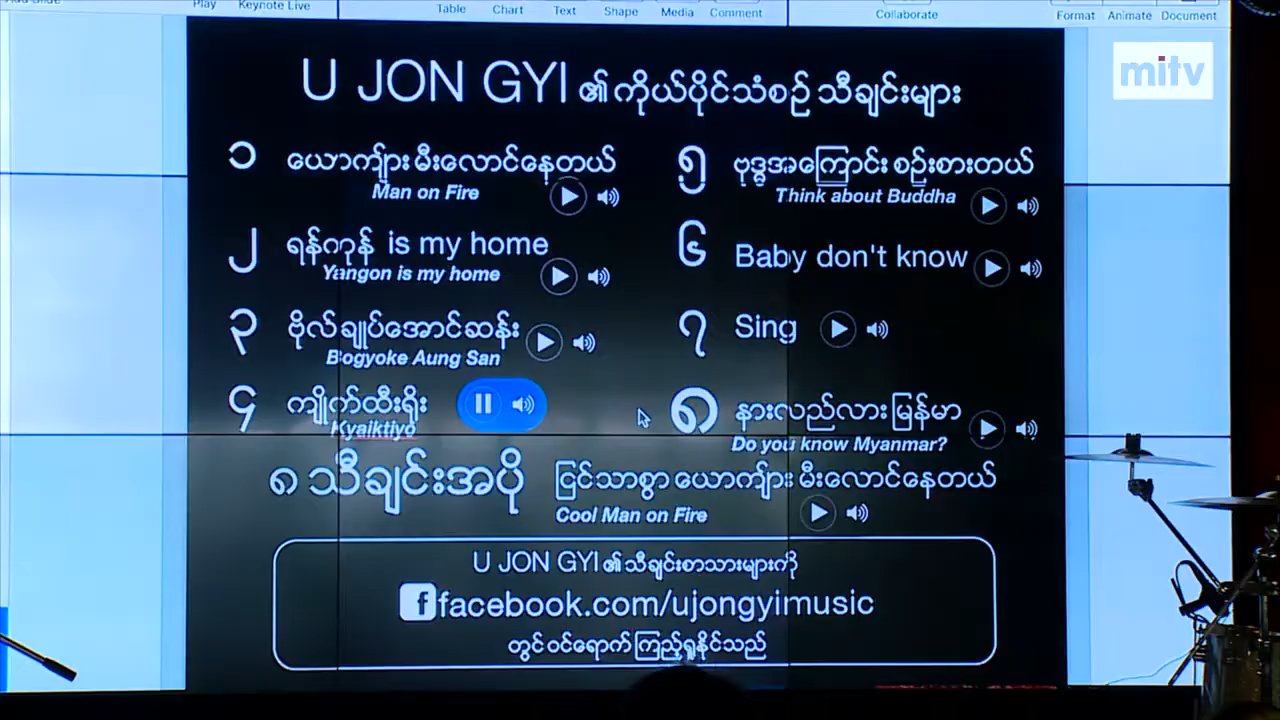 Play Keynote Live
Table Chart Text Shape Media Comment
Collaborate
Format Animate Document
mitv
U JON GYI ၏ ကိုယ်ပိုင်သံစဉ် သီချင်းများ
၁ ယောကျ်ား မီးလောင်နေတယ်
Man on Fire
၂ ရန်ကုန် is my home
Yangon is my home
၃ ဗိုလ်ချုပ်အောင်ဆန်း
Bogyoke Aung San
၄ ကျိုက်ထီးရိုး
Kyaiktiyo
၅ ဗုဒ္ဓအကြောင်း စဉ်းစားတယ်
Think about Buddha
၆ Baby don't know
၇ Sing
၈ နားလည်လား မြန်မာ
Do you know Myanmar?
၈ သီချင်းအပို ငြင်သာစွာ ယောကျ်ား မီးလောင်နေတယ်
Cool Man on Fire
U JON GYI ၏ သီချင်းစာသားများကို
facebook.com/ujongyimusic
တွင် ဝင်ရောက် ကြည့်ရှုနိုင်သည်